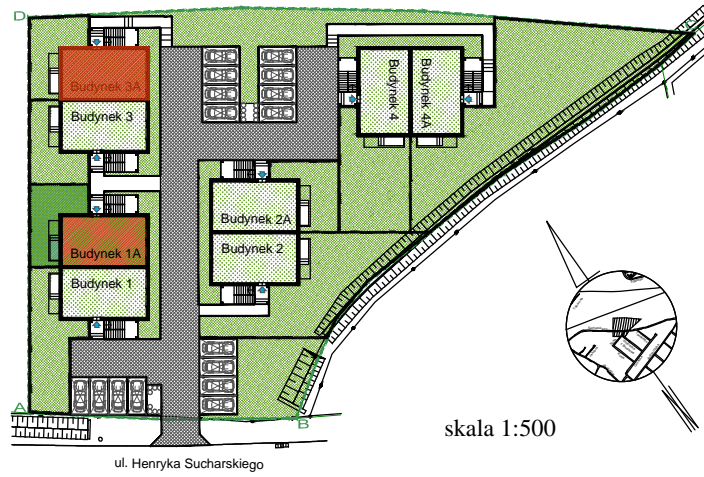 D
C
Budynek 3A
Budynek 3
Budynek 4
Budynek 4A
Budynek 2A
Budynek 2
Budynek 1A
Budynek 1
A
B
skala 1:500
ul. Henryka Sucharskiego